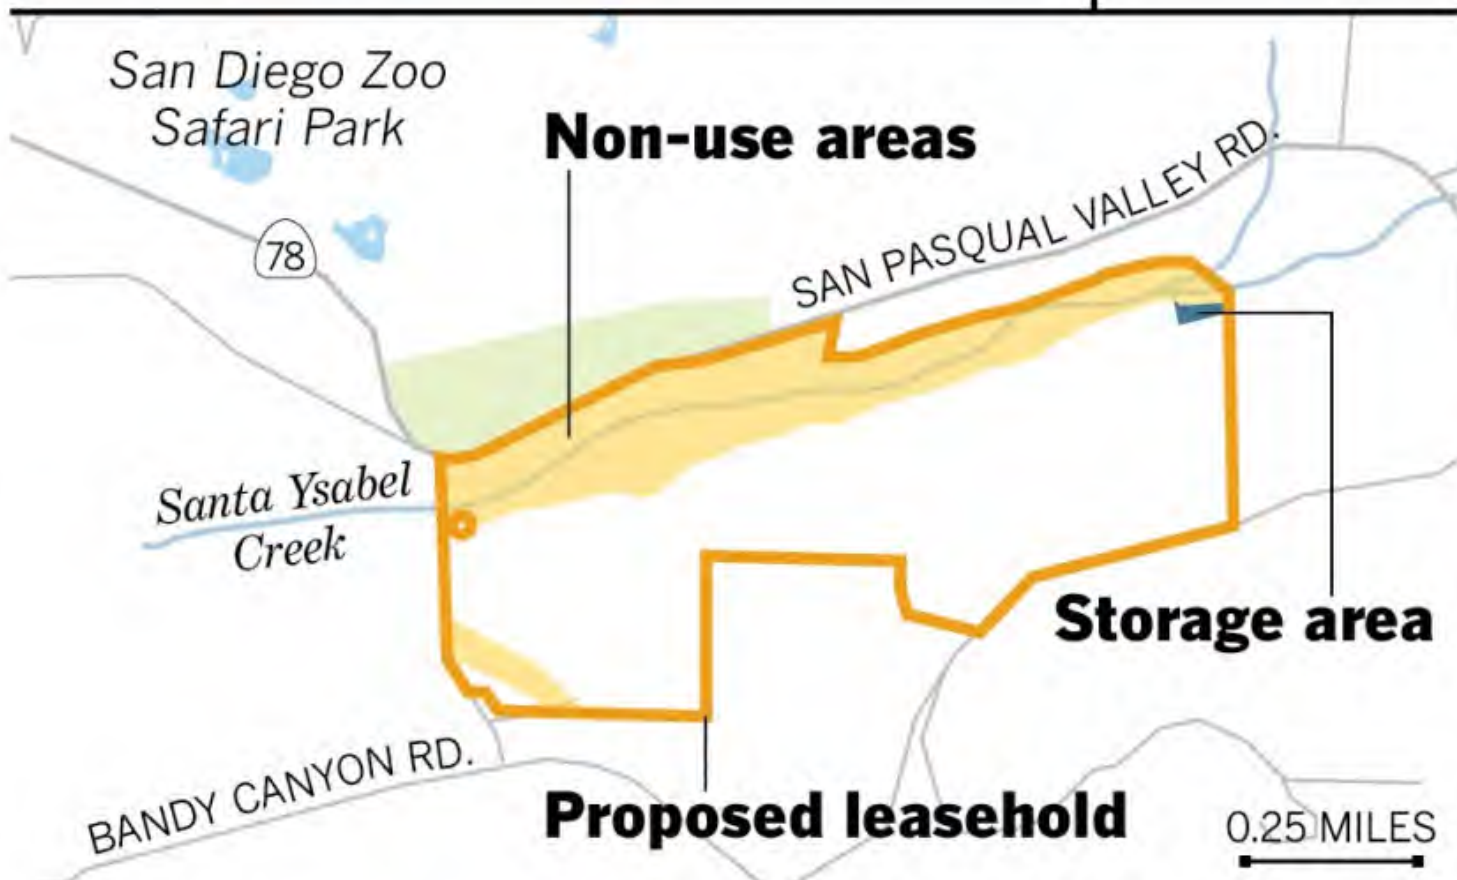 San Diego Zoo
Safari Park
Non-use areas
SAN PASQUAL VALLEY RD.
78
Santa Ysabel
Creek
Storage area
BANDY CANYON RD.
Proposed leasehold
0.25 MILES